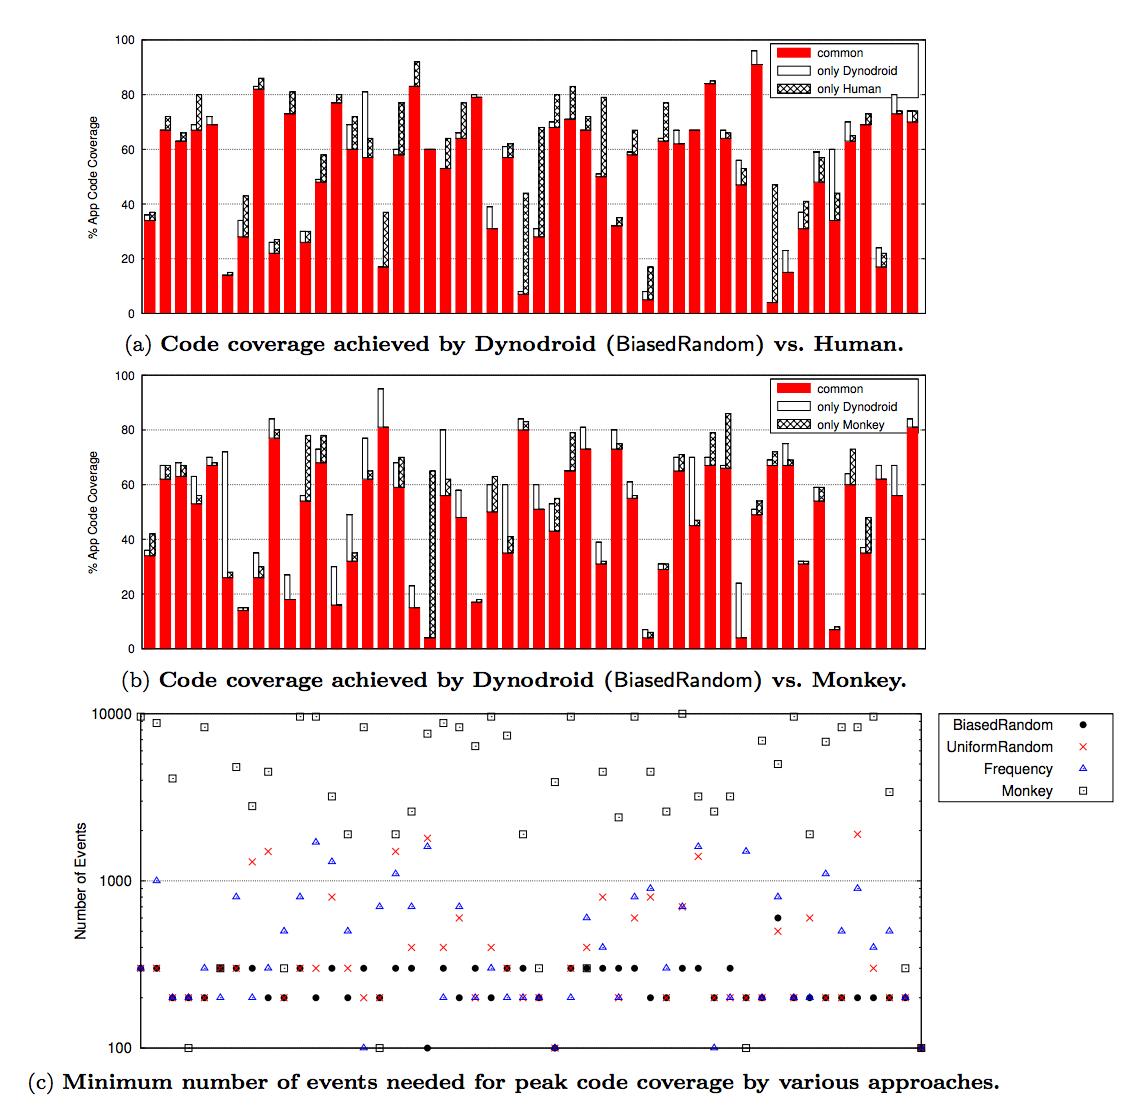 100
80
60
40
20
0
% App Code Coverage
common
only Dynodroid
only Human
(a) Code coverage achieved by Dynodroid (BiasedRandom) vs. Human.
100
80
60
40
20
0
% App Code Coverage
common
only Dynodroid
only Monkey
(b) Code coverage achieved by Dynodroid (BiasedRandom) vs. Monkey.
10000
1000
100
Number of Events
BiasedRandom
UniformRandom
Frequency
Monkey
(c) Minimum number of events needed for peak code coverage by various approaches.